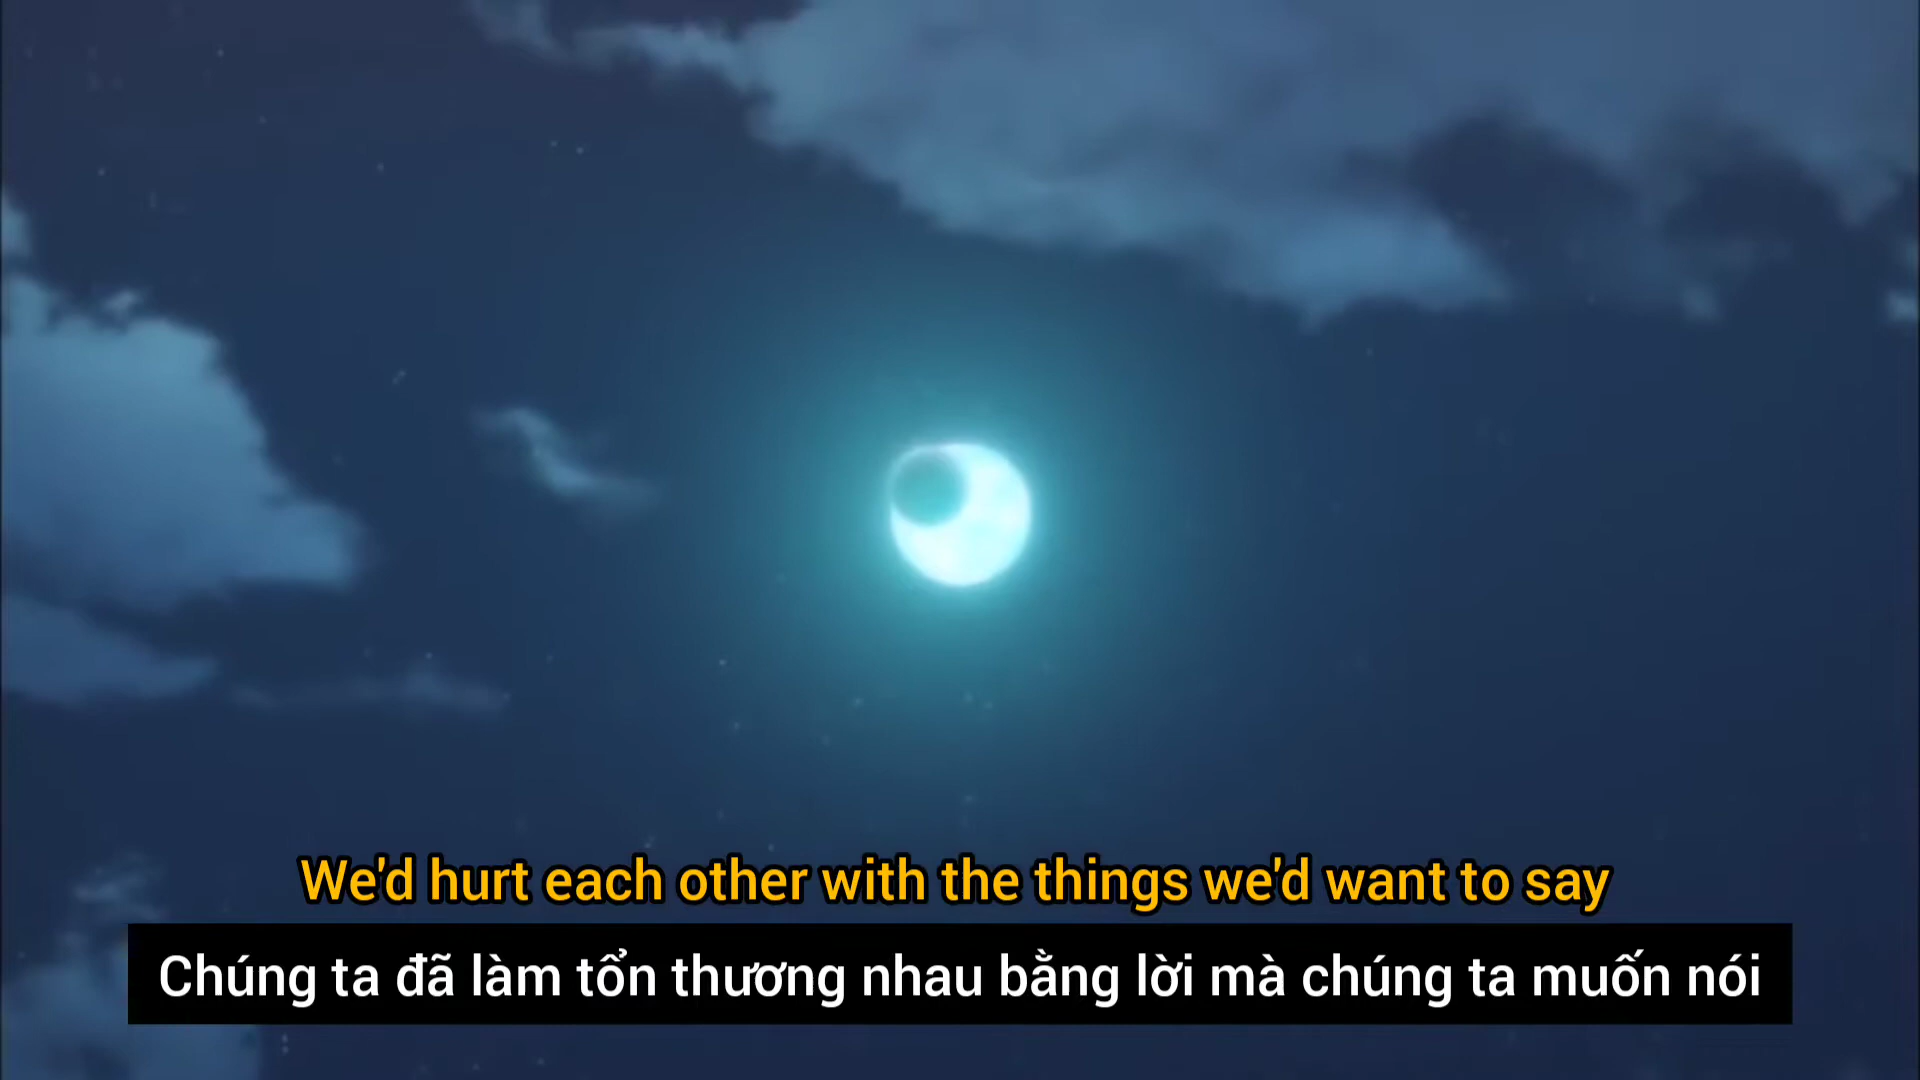 We'd hurt each other with the things we'd want to say
Chúng ta đã làm tổn thương nhau bằng lời mà chúng ta muốn nói